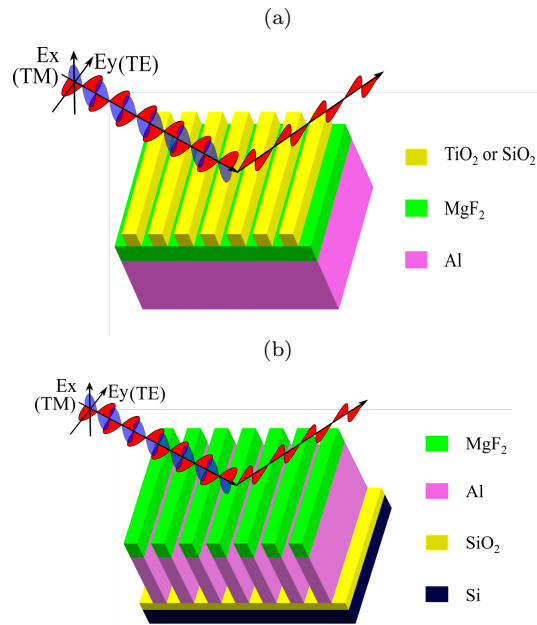 (a)
Ex
(TM)
Ey(TE)
TiO₂ or SiO₂
MgF₂
Al
(b)
Ex
(TM)
Ey(TE)
MgF₂
Al
SiO₂
Si